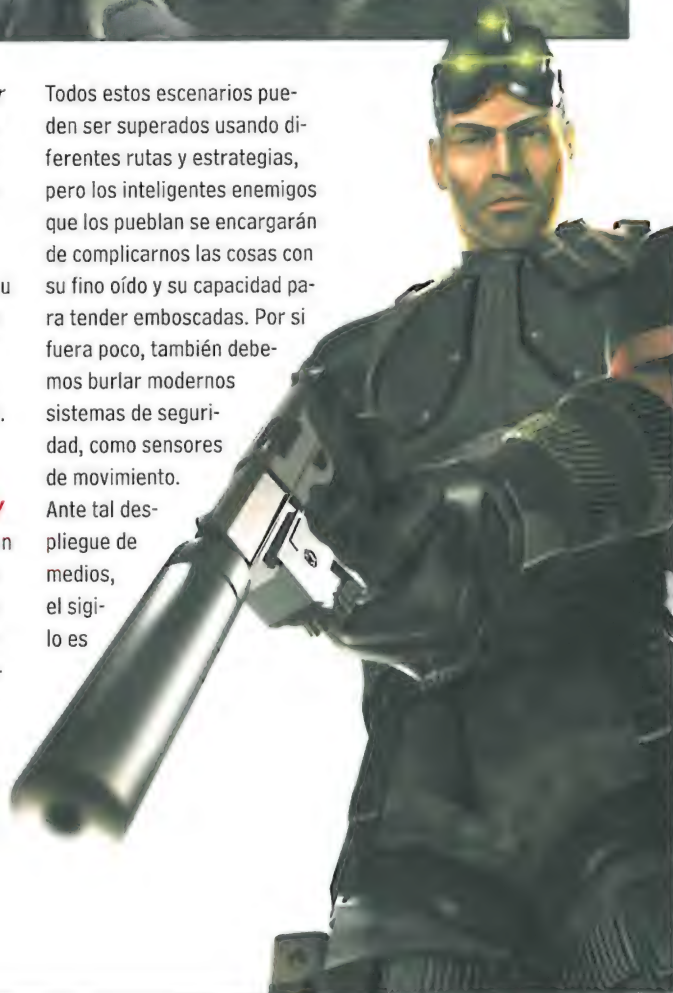 Todos estos escenarios pue-
den ser superados usando di-
ferentes rutas y estrategias,
pero los inteligentes enemigos
que los pueblan se encargarán
de complicarnos las cosas con
su fino oído y su capacidad pa-
ra tender emboscadas. Por si
fuera poco, también debe-
mos burlar modernos
sistemas de seguri-
dad, como sensores
de movimiento.
Ante tal des-
pliegue de
medios,
el sigi-
lo es